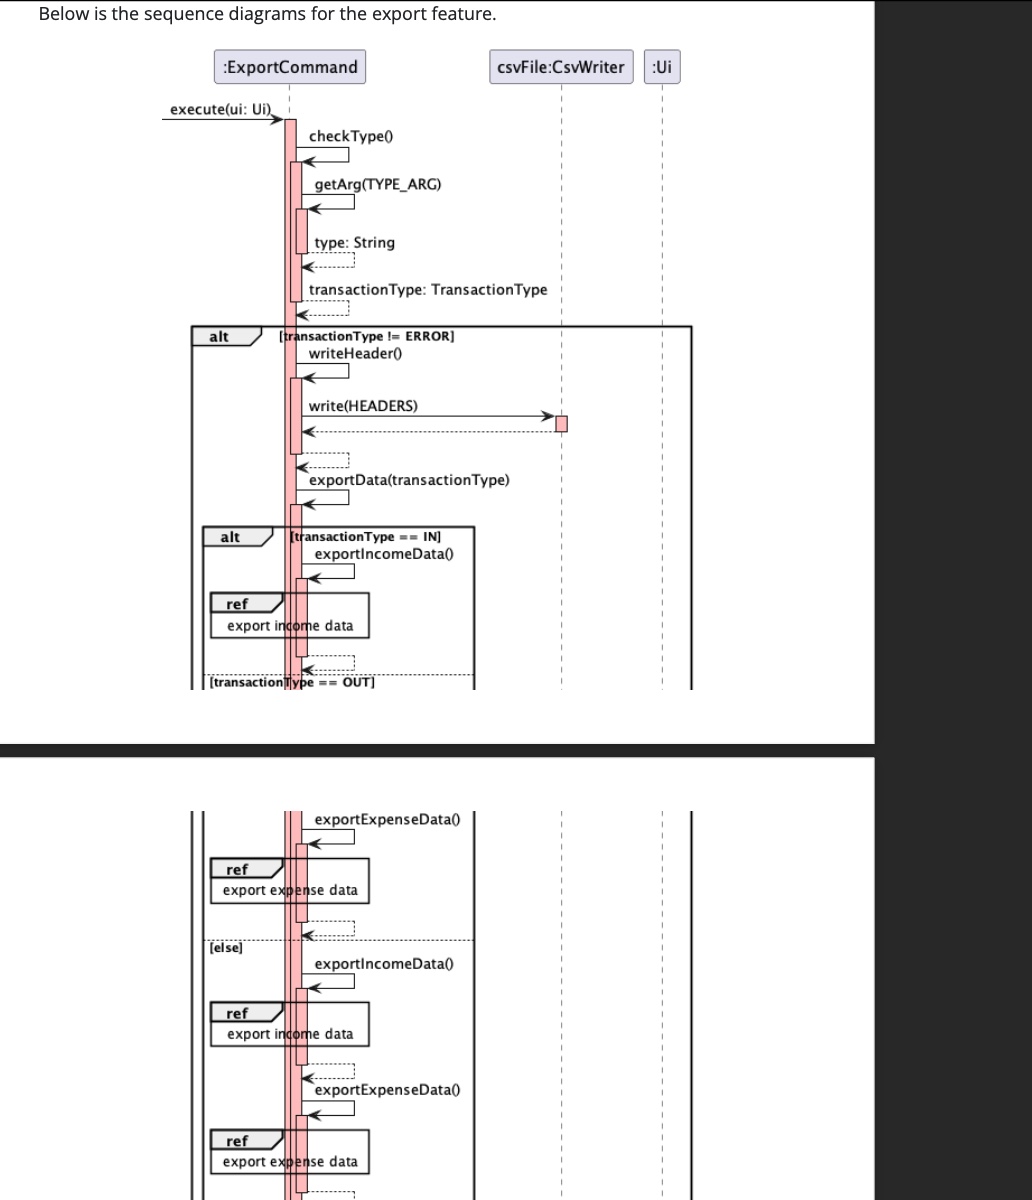 Below is the sequence diagrams for the export feature.
:ExportCommand csvFile:CsvWriter :Ui
execute(ui: Ui)
checkType()
getArg(TYPE_ARG)
type: String
transactionType: TransactionType
alt [transactionType != ERROR]
writeHeader()
write(HEADERS)
exportData(transactionType)
alt [transactionType == IN]
exportIncomeData()
ref
export income data
[transactionType == OUT]
exportExpenseData()
ref
export expense data
[else]
exportIncomeData()
ref
export income data
exportExpenseData()
ref
export expense data